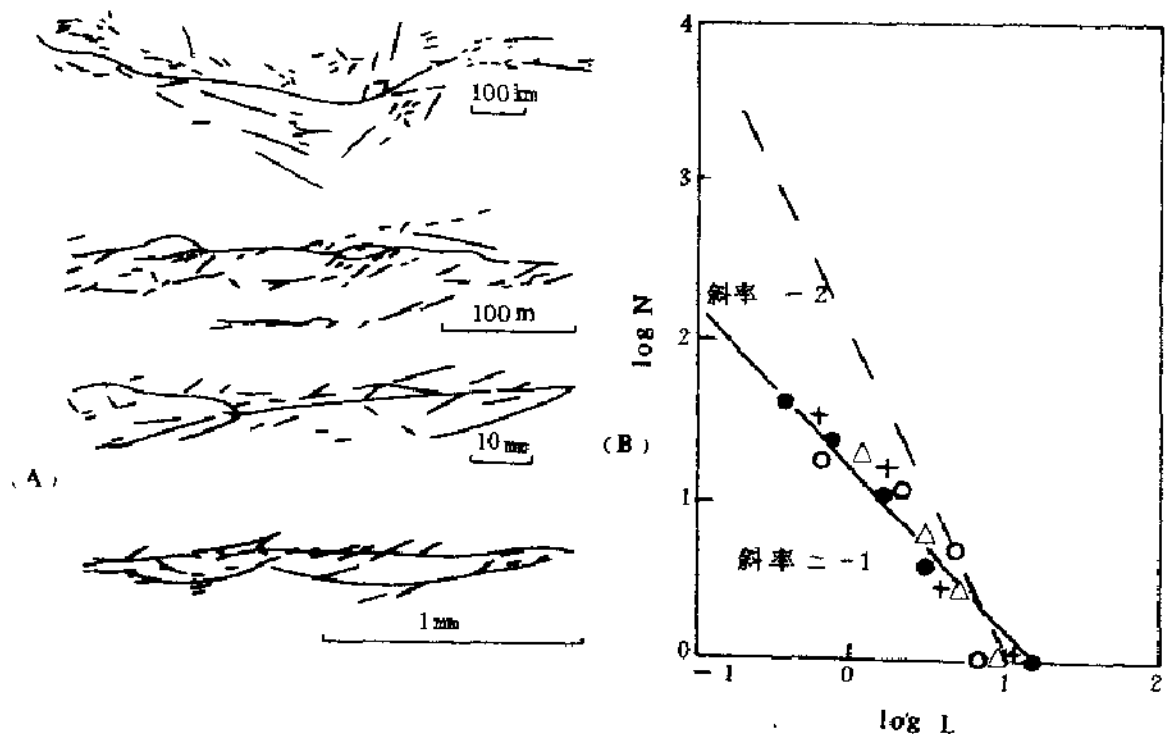 100 km
100 m
10 mm
(A)
1 mm
(B)
log N
4
3
2
1
0
斜率 -2
斜率 = -1
-1
0
1
2
log L